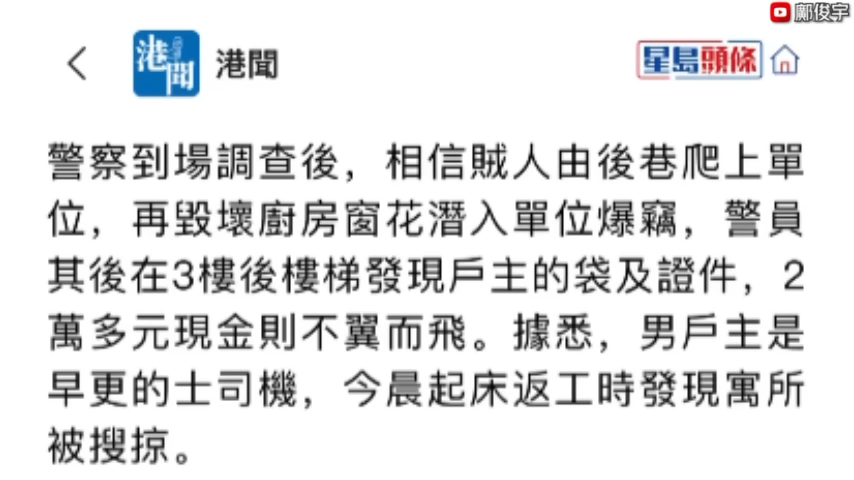 鄺俊宇
港聞
港聞
星島頭條
警察到場調查後，相信賊人由後巷爬上單
位，再毀壞廚房窗花潛入單位爆竊，警員
其後在3樓後樓梯發現戶主的袋及證件，2
萬多元現金則不翼而飛。據悉，男戶主是
早更的士司機，今晨起床返工時發現寓所
被搜掠。